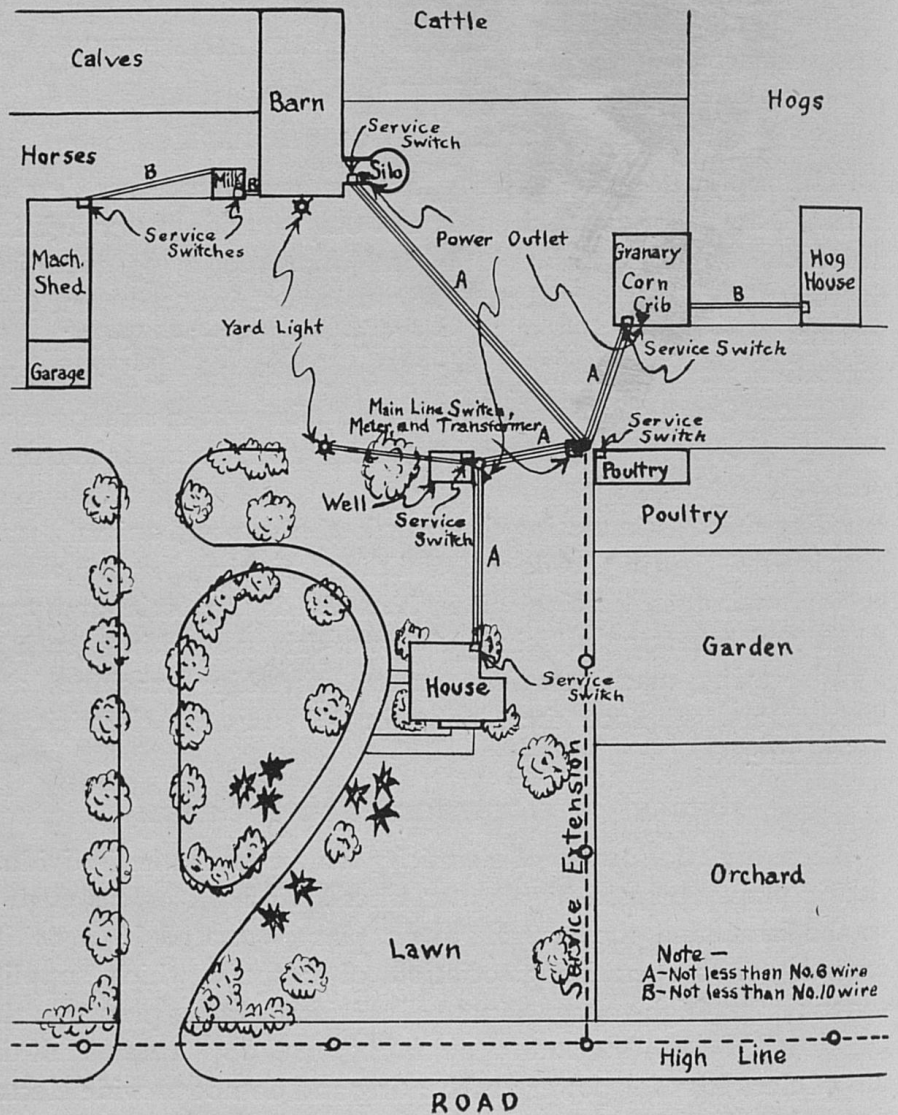 Cattle
Calves
Barn
Hogs
Service
Switch
Horses
B
Milk
B
Silo
Service
Switches
Power Outlet
Mach.
Shed
A
Granary
Corn
Crib
B
Hog
House
Yard Light
Service Switch
Garage
A
Main Line Switch,
Meter, and Transformer
A
Service
Switch
Poultry
Well
Service
Switch
Poultry
A
Garden
House
Service
Switch
Service Extension
Orchard
Lawn
Note —
A-Not less than No. 6 wire
B-Not less than No. 10 wire
High Line
ROAD